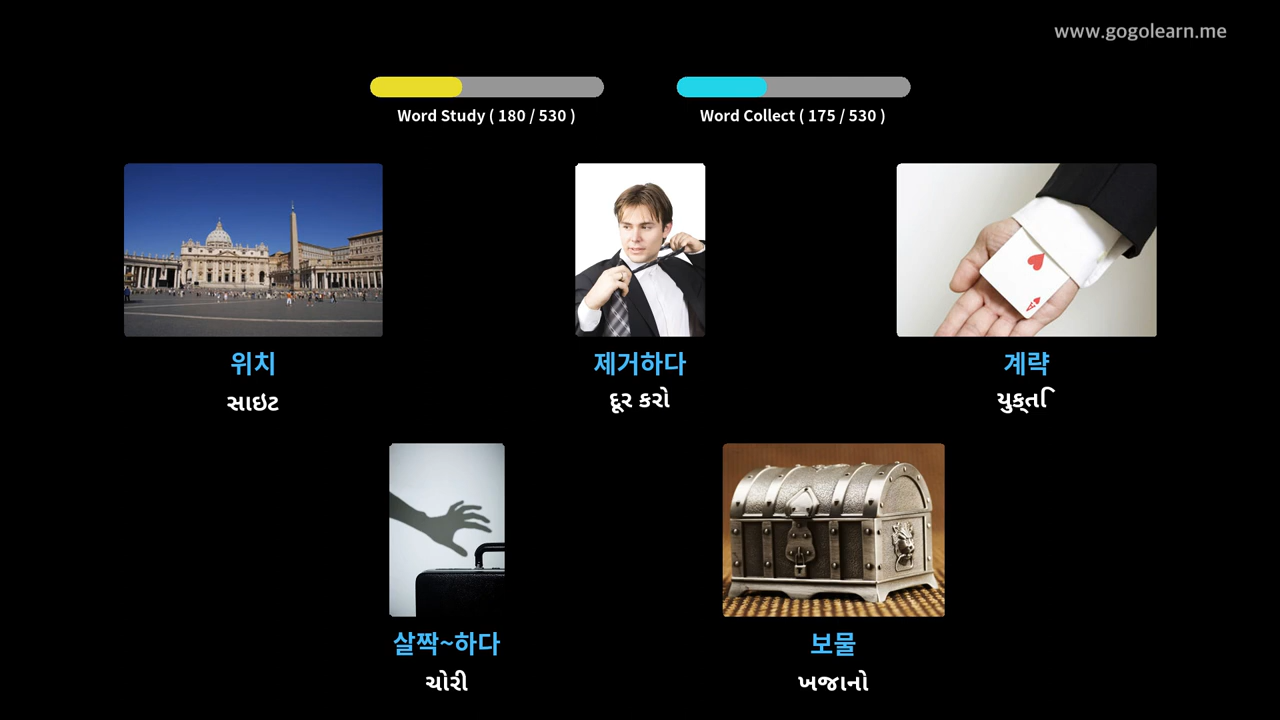 www.gogolearn.me
Word Study ( 180 / 530 )
Word Collect ( 175 / 530 )
위치
સાઇટ
제거하다
દૂર કરો
계략
યુક્તિ
살짝~하다
ચોરી
보물
ખજાનો